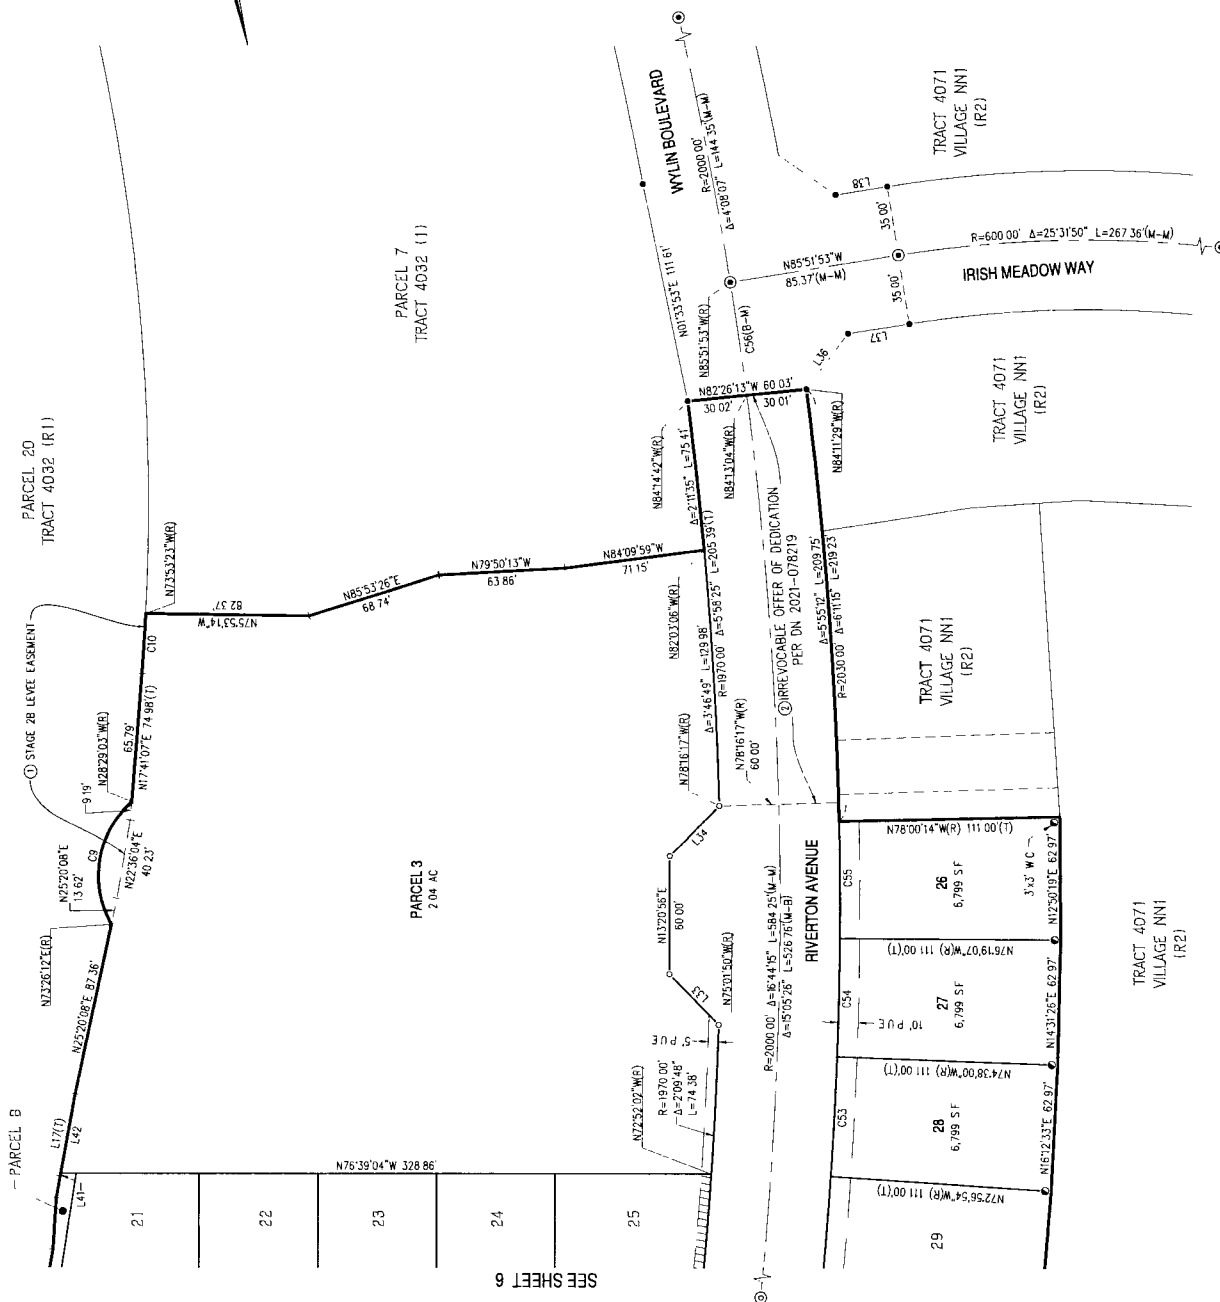 PARCEL 20
TRACT 4032 (R1)
PARCEL 7
TRACT 4032 (1)
WYLIN BOULEVARD
R=2000 00'
Δ=4°08'07" L=144 35'(M-M)
N01°33'53"E 111 61'
TRACT 4071
VILLAGE NN1
(R2)
L38
35 00'
R=600 00' Δ=25°31'50" L=267 36'(M-M)
N85°51'53"W
85.37'(M-M)
IRISH MEADOW WAY
35 00'
L37
L36
N85°51'53"W(R)
C56(B-M)
N82°26'13"W 60 03'
30 02'
30 01'
N84°14'42"W(R)
N84°13'04"W(R)
N84°11'29"W(R)
TRACT 4071
VILLAGE NN1
(R2)
① STAGE 2B LEVEE EASEMENT
N73°53'23"W(R)
N75°53'14"W
82 37'
N85°53'26"E
68 74'
N79°50'13"W
63 86'
N84°09'59"W
71 15'
Δ=2°11'35" L=75 41'
Δ=5°58'25" L=205 39'(T)
R=1970 00'
Δ=3°46'49" L=129 98'
N82°03'06"W(R)
② IRREVOCABLE OFFER OF DEDICATION
PER DN 2021-078219
Δ=5°55'12" L=209 75'
R=2030 00' Δ=6°11'15" L=219 23'
TRACT 4071
VILLAGE NN1
(R2)
C10
N17°41'07"E 74 98'(T)
65.79'
N28°29'03"W(R)
9 19'
C9
N22°36'04"E
40 23'
N25°20'08"E
13 62'
N73°26'12"E(R)
N25°20'08"E 87 36'
PARCEL 3
2 04 AC
N78°16'17"W(R)
N78°16'17"W(R)
60 00'
L34
N13°20'56"E
60 00'
L33
N75°01'50"W(R)
5' P U E
R=1970 00'
Δ=2°09'48"
L=74 38'
N72°52'02"W(R)
R=2000 00' Δ=16°44'15" L=584 25'(M-M)
Δ=15°05'26" L=526 76'(M-B)
RIVERTON AVENUE
N78°00'14"W(R) 111 00'(T)
3'x3' W C
C55
26
6,799 SF
N12°50'19"E 62 97'
N76°19'07"W (R) 111 00'(T)
C54
10' P U E
27
6,799 SF
N14°31'26"E 62 97'
N74°38'00"W (R) 111 00'(T)
C53
28
6,799 SF
N16°12'33"E 62 97'
N72°56'54"W(R) 111 00'(T)
29
TRACT 4071
VILLAGE NN1
(R2)
PARCEL B
L17(T)
L42
L41
N76°39'04"W 328 86'
21
22
23
24
25
SEE SHEET 6